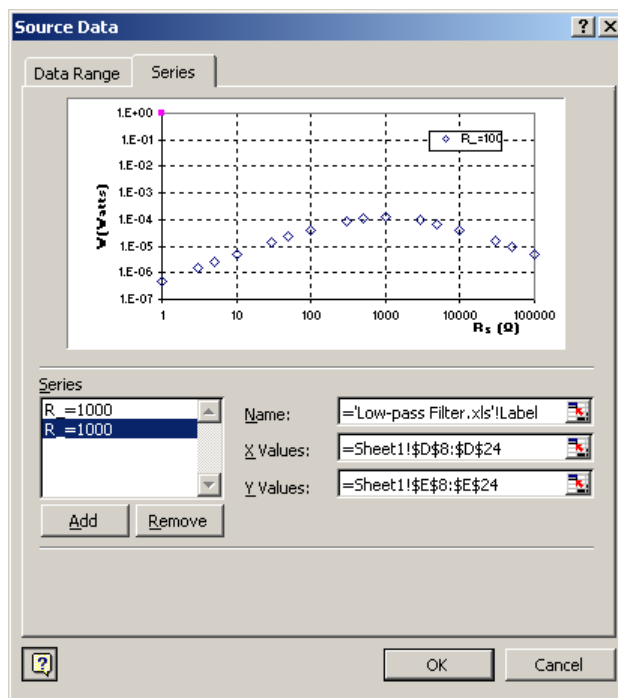 Source Data
Data Range
Series
1.E+00
1.E-01
1.E-02
1.E-03
1.E-04
1.E-05
1.E-06
1.E-07
W(Watts)
R_=100
1 10 100 1000 10000 100000
Rs (Ω)
Series
R_=1000
R_=1000
Add Remove
Name: ='Low-pass Filter.xls'!Label
X Values: =Sheet1!$D$8:$D$24
Y Values: =Sheet1!$E$8:$E$24
OK Cancel